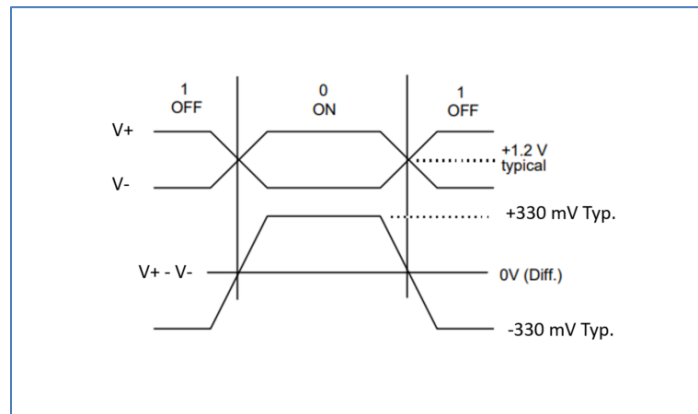 1
OFF
0
ON
1
OFF
V+
+1.2 V
typical
V-
+330 mV Typ.
V+ - V-
0V (Diff.)
-330 mV Typ.